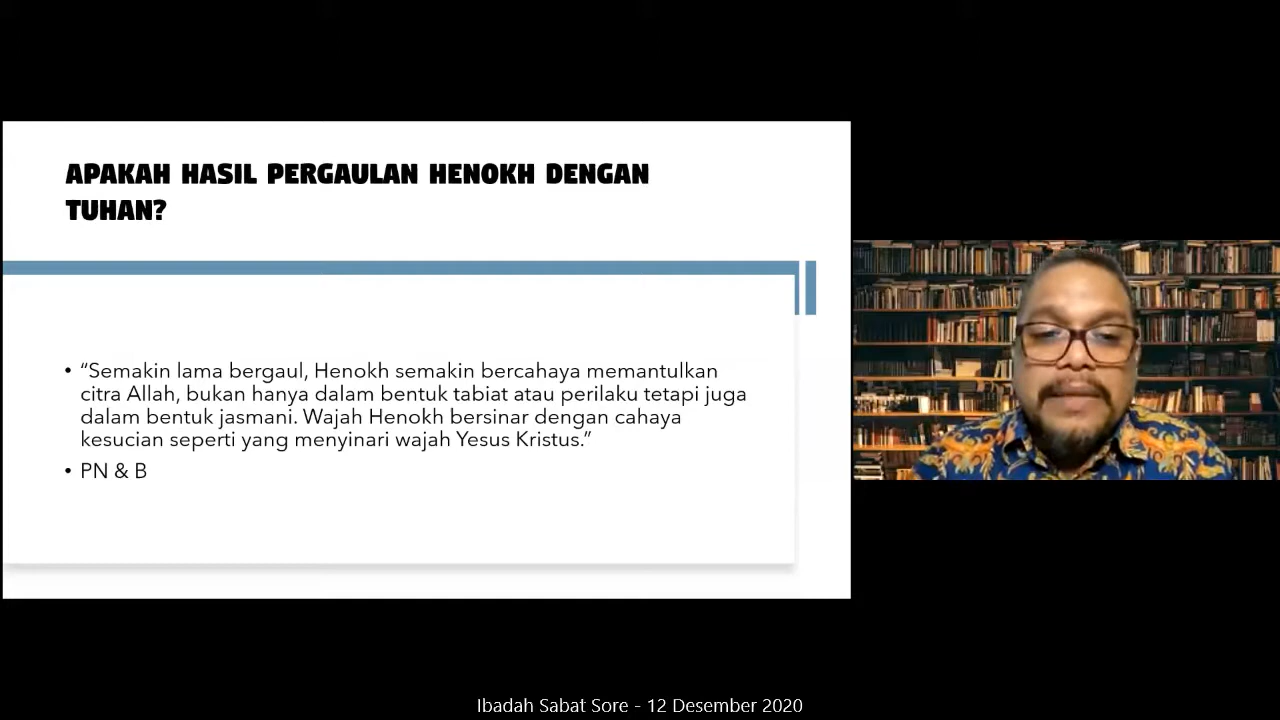 APAKAH HASIL PERGAULAN HENOKH DENGAN
TUHAN?
• “Semakin lama bergaul, Henokh semakin bercahaya memantulkan
citra Allah, bukan hanya dalam bentuk tabiat atau perilaku tetapi juga
dalam bentuk jasmani. Wajah Henokh bersinar dengan cahaya
kesucian seperti yang menyinari wajah Yesus Kristus.”
• PN & B
Ibadah Sabat Sore - 12 Desember 2020